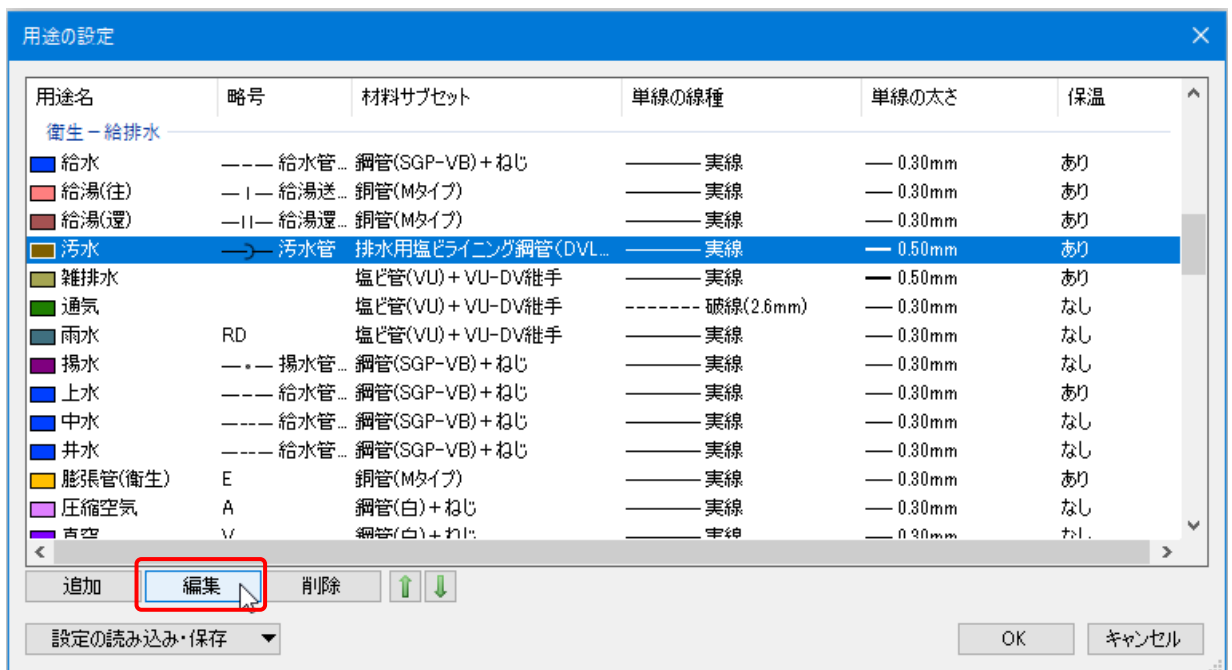 用途の設定
用途名 略号 材料サブセット 単線の線種 単線の太さ 保温
衛生－給排水
給水 給水管... 鋼管(SGP-VB)+ねじ 実線 0.30mm あり
給湯(往) 給湯送... 銅管(Mタイプ) 実線 0.30mm あり
給湯(還) 給湯還... 銅管(Mタイプ) 実線 0.30mm あり
汚水 汚水管 排水用塩ビライニング鋼管(DVL... 実線 0.50mm あり
雑排水 塩ビ管(VU)+VU-DV継手 実線 0.50mm あり
通気 塩ビ管(VU)+VU-DV継手 破線(2.6mm) 0.30mm なし
雨水 RD 塩ビ管(VU)+VU-DV継手 実線 0.30mm なし
揚水 揚水管... 鋼管(SGP-VB)+ねじ 実線 0.30mm なし
上水 給水管... 鋼管(SGP-VB)+ねじ 実線 0.30mm あり
中水 給水管... 鋼管(SGP-VB)+ねじ 実線 0.30mm なし
井水 給水管... 鋼管(SGP-VB)+ねじ 実線 0.30mm なし
膨張管(衛生) E 銅管(Mタイプ) 実線 0.30mm あり
圧縮空気 A 鋼管(白)+ねじ 実線 0.30mm なし
真空 V 鋼管(白)+ねじ 実線 0.30mm なし
追加 編集 削除
設定の読み込み・保存 OK キャンセル